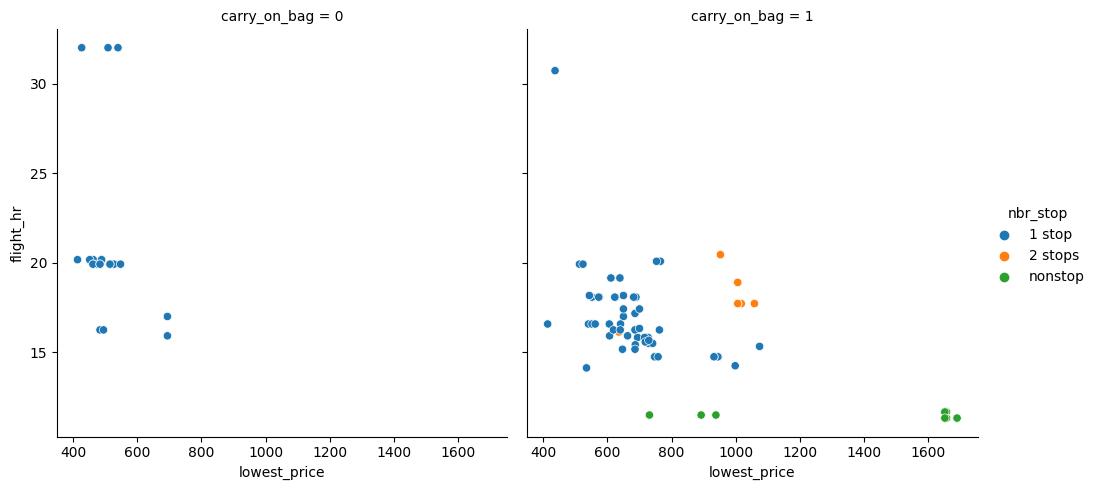 carry_on_bag = 0
carry_on_bag = 1
flight_hr
30
25
20
15
400 600 800 1000 1200 1400 1600
lowest_price
400 600 800 1000 1200 1400 1600
lowest_price
nbr_stop
1 stop
2 stops
nonstop